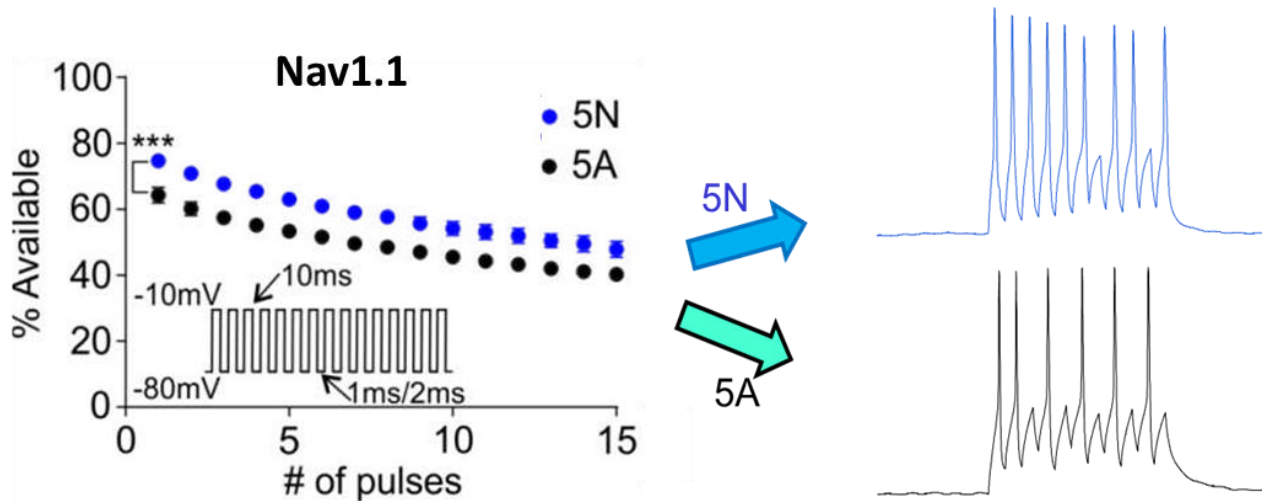 Nav1.1
100
80
60
40
20
0
% Available
***
5N
5A
-10mV
10ms
-80mV
1ms/2ms
0
5
10
15
# of pulses
5N
5A